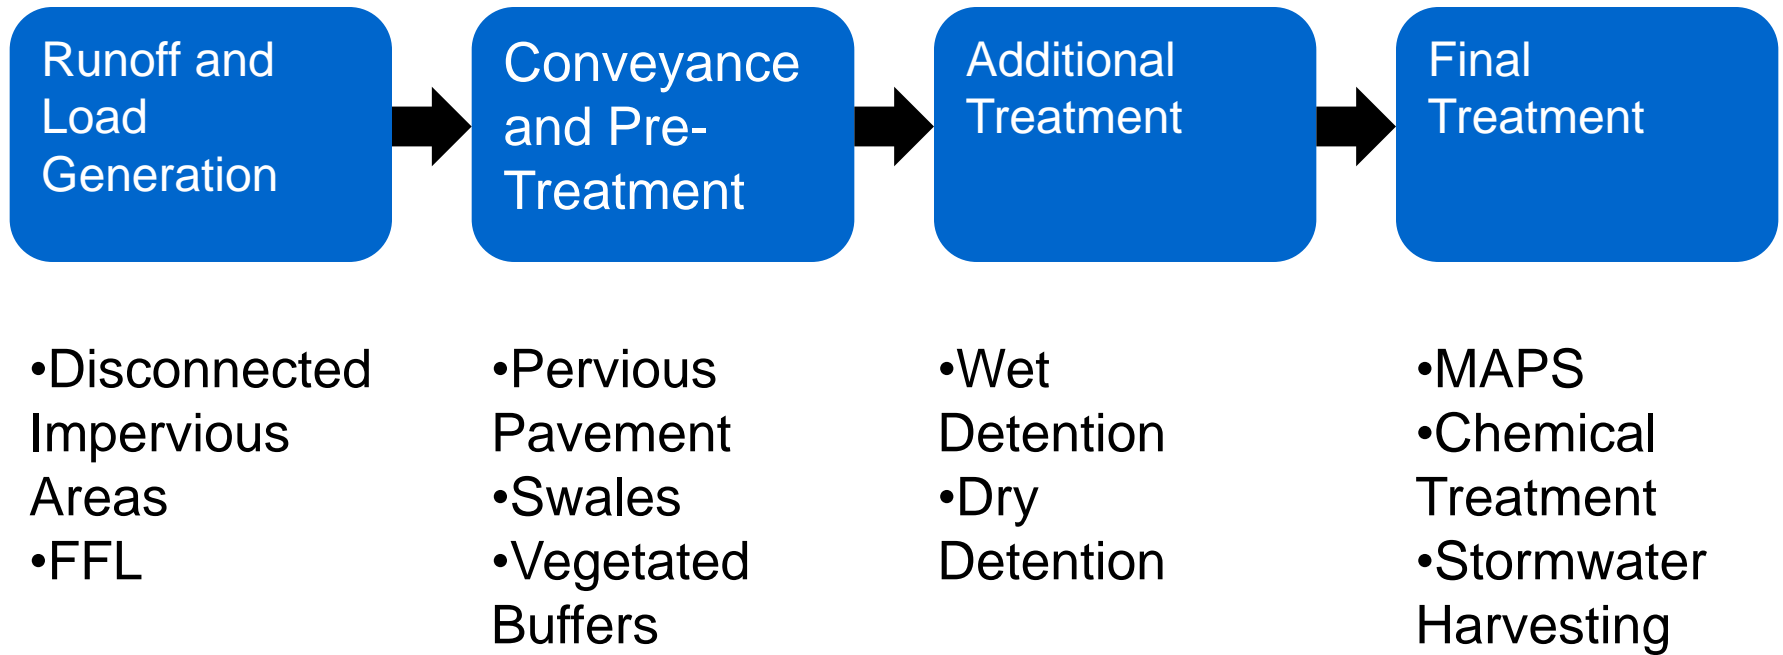 Runoff and
Load
Generation
Conveyance
and Pre-
Treatment
Additional
Treatment
Final
Treatment
•Disconnected
Impervious
Areas
•FFL
•Pervious
Pavement
•Swales
•Vegetated
Buffers
•Wet
Detention
•Dry
Detention
•MAPS
•Chemical
Treatment
•Stormwater
Harvesting